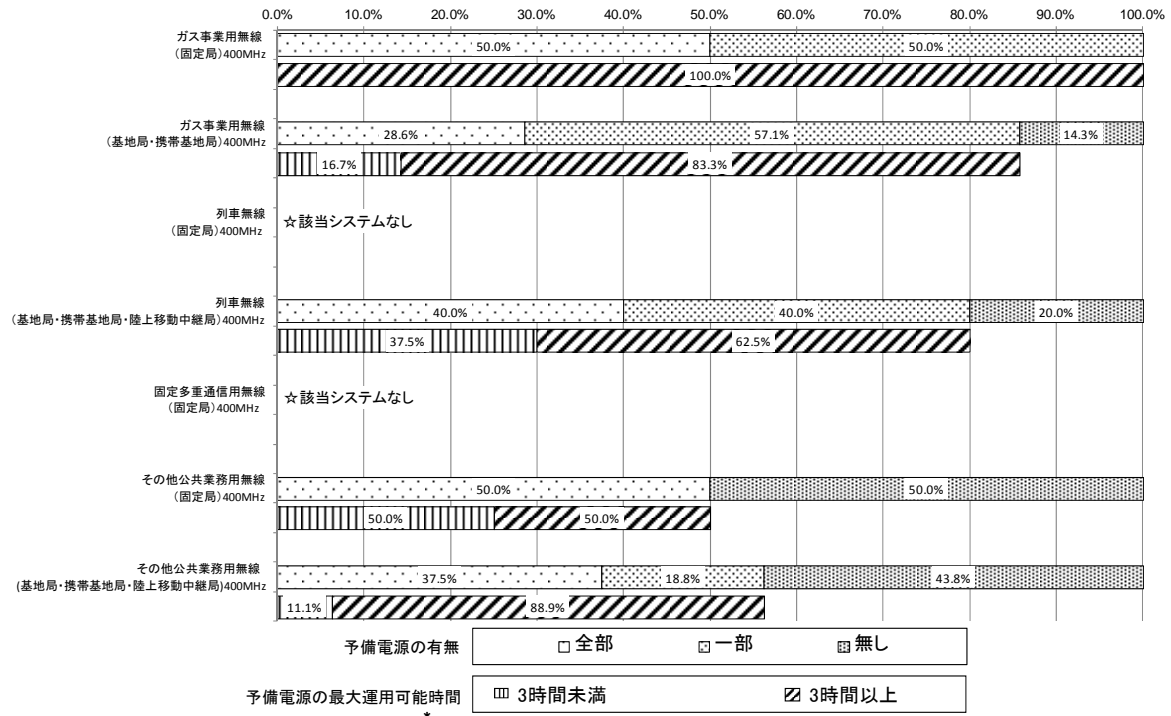 0.0% 10.0% 20.0% 30.0% 40.0% 50.0% 60.0% 70.0% 80.0% 90.0% 100.0%
ガス事業用無線
(固定局)400MHz
50.0% 50.0%
100.0%
ガス事業用無線
(基地局・携帯基地局)400MHz
28.6% 57.1% 14.3%
16.7% 83.3%
列車無線
(固定局)400MHz
☆該当システムなし
列車無線
(基地局・携帯基地局・陸上移動中継局)400MHz
40.0% 40.0% 20.0%
37.5% 62.5%
固定多重通信用無線
(固定局)400MHz
☆該当システムなし
その他公共業務用無線
(固定局)400MHz
50.0% 50.0%
50.0% 50.0%
その他公共業務用無線
(基地局・携帯基地局・陸上移動中継局)400MHz
37.5% 18.8% 43.8%
11.1% 88.9%
予備電源の有無 全部 一部 無し
予備電源の最大運用可能時間 3時間未満 3時間以上
*